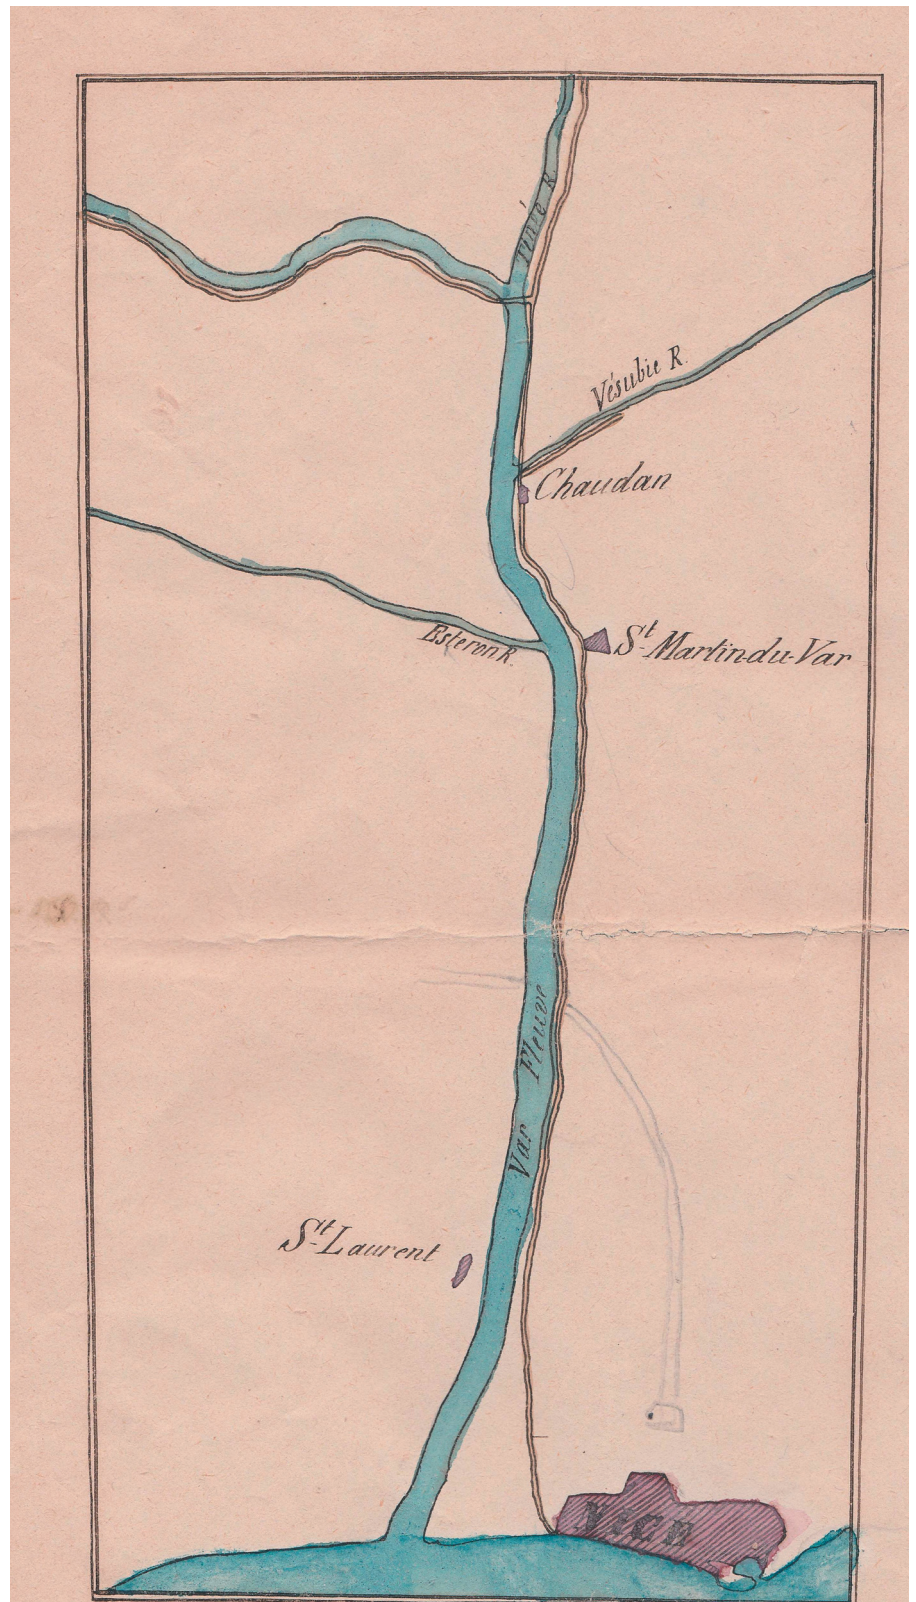 Tinée R.
Vésubie R.
Chaudan
Esteron R.
St Martin-du-Var
Var Fleuve
St Laurent
NICE